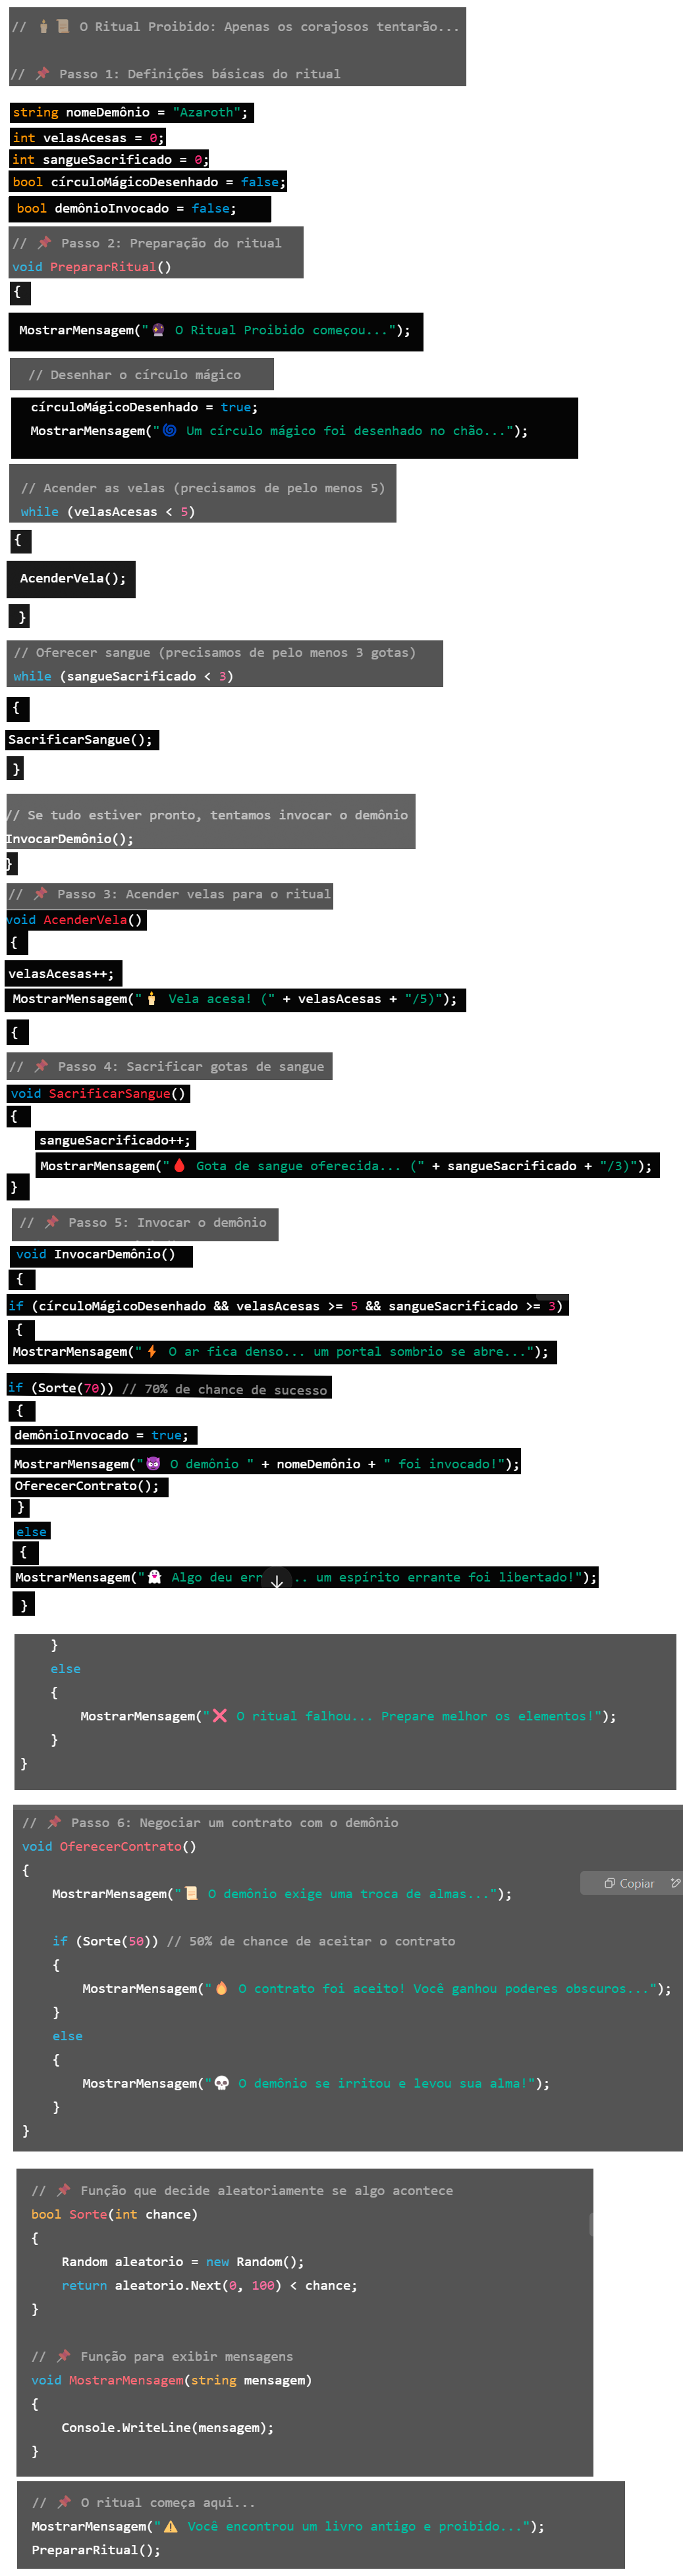 // 🕯️📜 O Ritual Proibido: Apenas os corajosos tentarão...
// 📌 Passo 1: Definições básicas do ritual
string nomeDemônio = "Azaroth";
int velasAcesas = 0;
int sangueSacrificado = 0;
bool círculoMágicoDesenhado = false;
bool demônioInvocado = false;
// 📌 Passo 2: Preparação do ritual
void PrepararRitual()
{
MostrarMensagem("🔮 O Ritual Proibido começou...");
// Desenhar o círculo mágico
círculoMágicoDesenhado = true;
MostrarMensagem("🌀 Um círculo mágico foi desenhado no chão...");
// Acender as velas (precisamos de pelo menos 5)
while (velasAcesas < 5)
{
AcenderVela();
}
// Oferecer sangue (precisamos de pelo menos 3 gotas)
while (sangueSacrificado < 3)
{
SacrificarSangue();
}
// Se tudo estiver pronto, tentamos invocar o demônio
InvocarDemônio();
}
// 📌 Passo 3: Acender velas para o ritual
void AcenderVela()
{
velasAcesas++;
MostrarMensagem("🕯️ Vela acesa! (" + velasAcesas + "/5)");
{
// 📌 Passo 4: Sacrificar gotas de sangue
void SacrificarSangue()
{
sangueSacrificado++;
MostrarMensagem("🩸 Gota de sangue oferecida... (" + sangueSacrificado + "/3)");
}
// 📌 Passo 5: Invocar o demônio
void InvocarDemônio()
{
if (círculoMágicoDesenhado && velasAcesas >= 5 && sangueSacrificado >= 3)
{
MostrarMensagem("⚡ O ar fica denso... um portal sombrio se abre...");
if (Sorte(70)) // 70% de chance de sucesso
{
demônioInvocado = true;
MostrarMensagem("😈 O demônio " + nomeDemônio + " foi invocado!");
OferecerContrato();
}
else
{
MostrarMensagem("👻 Algo deu err .. um espírito errante foi libertado!");
}
}
else
{
MostrarMensagem("❌ O ritual falhou... Prepare melhor os elementos!");
}
}
// 📌 Passo 6: Negociar um contrato com o demônio
void OferecerContrato()
{
Copiar
MostrarMensagem("📜 O demônio exige uma troca de almas...");
if (Sorte(50)) // 50% de chance de aceitar o contrato
{
MostrarMensagem("🔥 O contrato foi aceito! Você ganhou poderes obscuros...");
}
else
{
MostrarMensagem("💀 O demônio se irritou e levou sua alma!");
}
}
// 📌 Função que decide aleatoriamente se algo acontece
bool Sorte(int chance)
{
Random aleatorio = new Random();
return aleatorio.Next(0, 100) < chance;
}
// 📌 Função para exibir mensagens
void MostrarMensagem(string mensagem)
{
Console.WriteLine(mensagem);
}
// 📌 O ritual começa aqui...
MostrarMensagem("⚠️ Você encontrou um livro antigo e proibido...");
PrepararRitual();